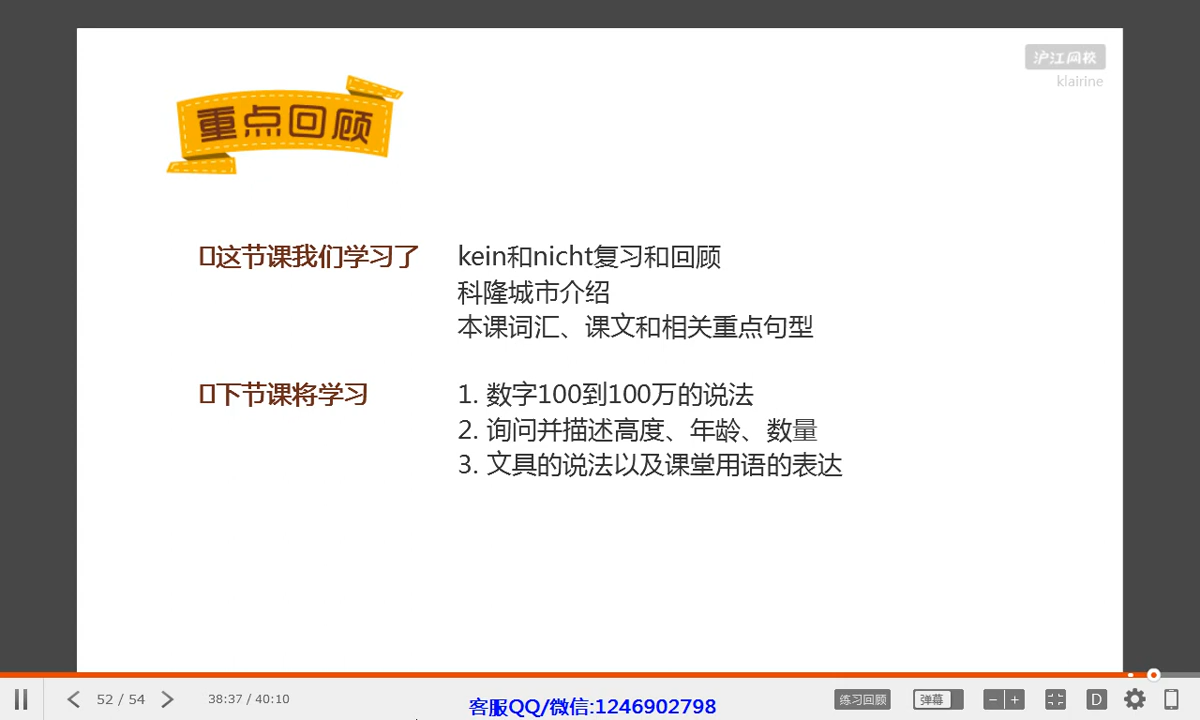 沪江网校
klairine
重点回顾
这节课我们学习了 kein和nicht复习和回顾
科隆城市介绍
本课词汇、课文和相关重点句型
下节课将学习 1. 数字100到100万的说法
2. 询问并描述高度、年龄、数量
3. 文具的说法以及课堂用语的表达
52 / 54 38:37 / 40:10 客服QQ/微信:1246902798 练习回顾 弹幕 − + D